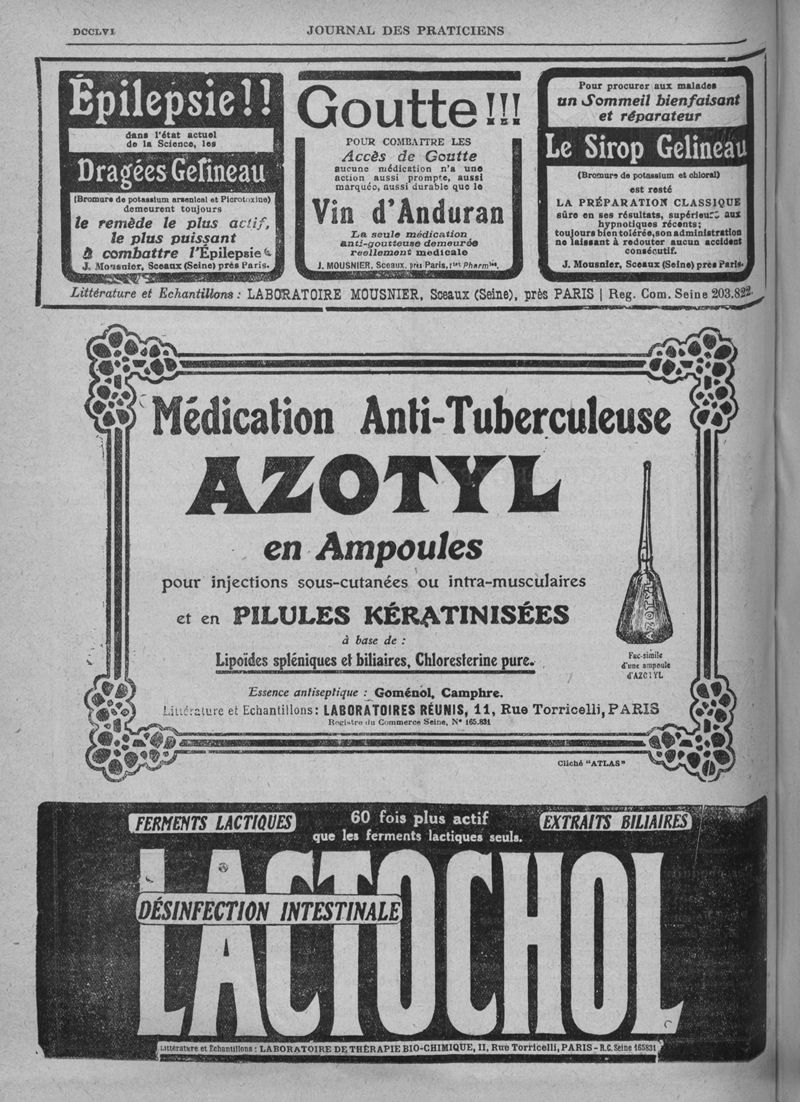 DCCLVI
JOURNAL DES PRATICIENS
Épilepsie!!
dans l'état actuel
de la Science, les
Dragées Gelineau
(Bromure de potassium arsenical et Picrotoxine)
demeurent toujours
le remède le plus actif,
le plus puissant
à combattre l'Epilepsie
J. Mousnier, Sceaux (Seine) près Paris.
Goutte!!!
POUR COMBATTRE LES
Accès de Goutte
aucune médication n'a une
action aussi prompte, aussi
marquée, aussi durable que le
Vin d'Anduran
La seule médication
anti-goutteuse demeurée
reellement medicale
J. MOUSNIER, Sceaux, près Paris,
Pour procurer aux malades
un Sommeil bienfaisant
et réparateur
Le Sirop Gelineau
(Bromure de potassium et chloral)
est resté
LA PRÉPARATION CLASSIQUE
sûre en ses résultats, supérieure aux
hypnotiques récents;
toujours bien tolérée, son administration
ne laissant à redouter aucun accident
consécutif.
J. Mousnier, Sceaux (Seine) près Paris.
Littérature et Echantillons : LABORATOIRE MOUSNIER, Sceaux (Seine), près PARIS | Reg. Com. Seine 203.822.
Médication Anti-Tuberculeuse
AZOTYL
en Ampoules
pour injections sous-cutanées ou intra-musculaires
et en PILULES KÉRATINISÉES
à base de :
Lipoïdes spléniques et biliaires, Chloresterine pure.
AZOTYL
Fac-simile
d'une ampoule
d'AZOTYL
Essence antiseptique : Goménol, Camphre.
Littérature et Echantillons : LABORATOIRES RÉUNIS, 11, Rue Torricelli, PARIS
Registre du Commerce Seine, N° 165.831
Cliché "ATLAS"
FERMENTS LACTIQUES
60 fois plus actif
que les ferments lactiques seuls.
EXTRAITS BILIAIRES
LACTOCHOL
DÉSINFECTION INTESTINALE
Littérature et Echantillons : LABORATOIRE DE THÉRAPIE BIO-CHIMIQUE, 11, Rue Torricelli, PARIS - R.C. Seine 165831